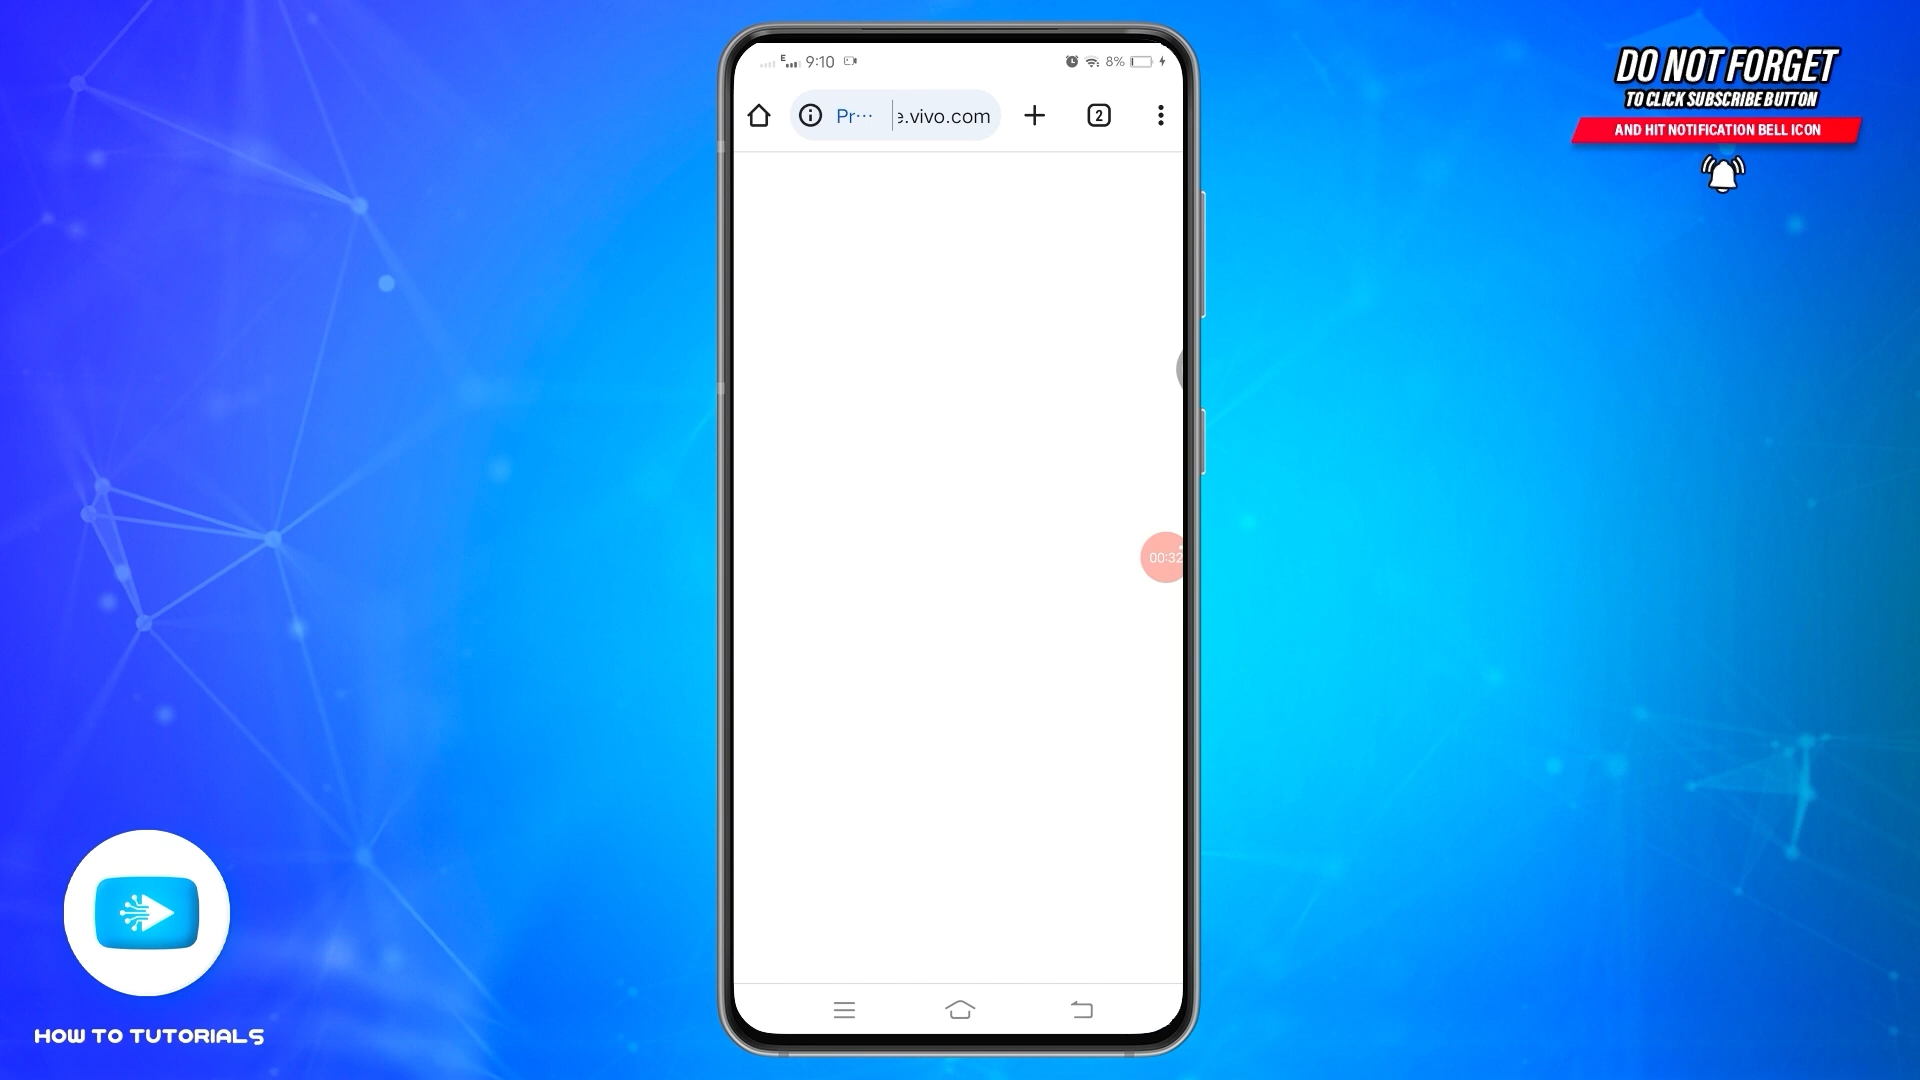 E 9:10
8%
Pr··· e.vivo.com
2
00:32
DO NOT FORGET
TO CLICK SUBSCRIBE BUTTON
AND HIT NOTIFICATION BELL ICON
HOW TO TUTORIALS